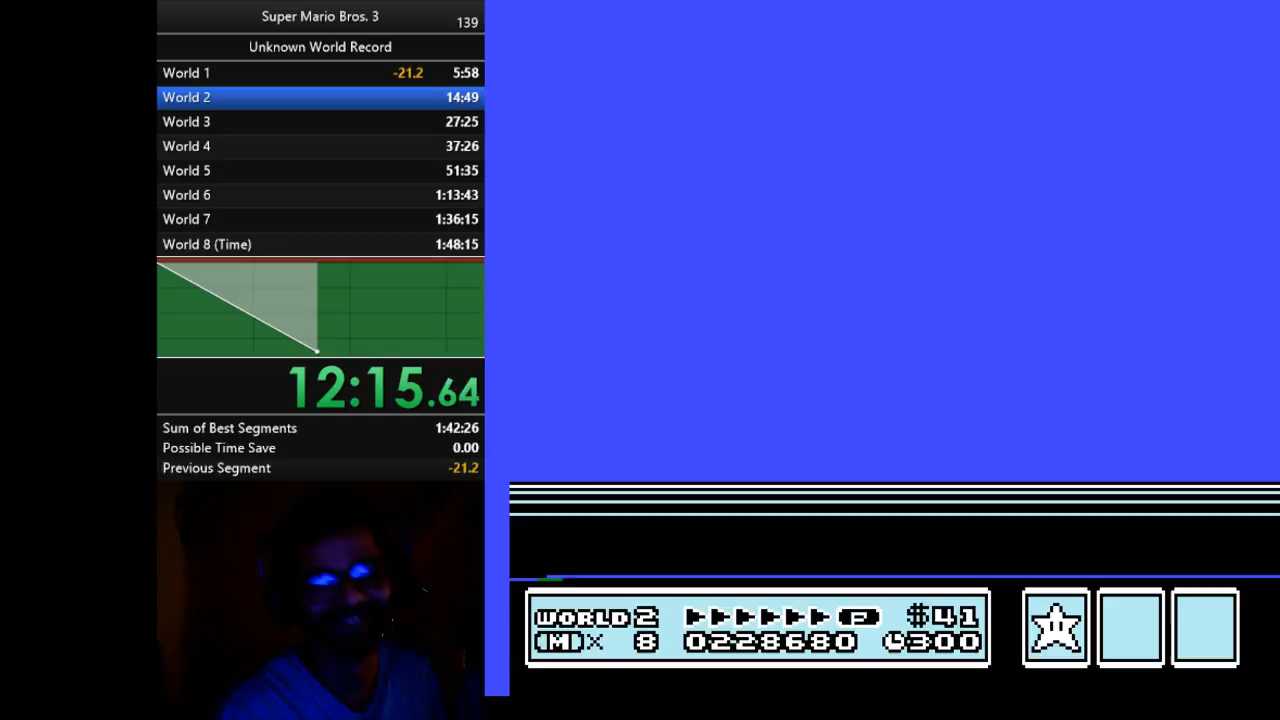 Super Mario Bros. 3
139
Unknown World Record
World 1 -21.2 5:58
World 2 14:49
World 3 27:25
World 4 37:26
World 5 51:35
World 6 1:13:43
World 7 1:36:15
World 8 (Time) 1:48:15
12:15.64
Sum of Best Segments 1:42:26
Possible Time Save 0.00
Previous Segment -21.2
WORLD 2 P $41
(M)× 8 0228680 300